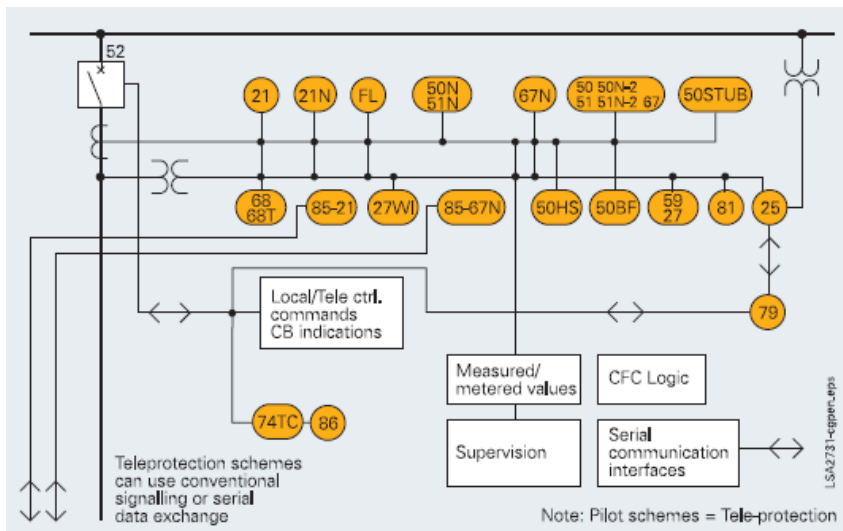 52
21
21N
FL
50N
51N
67N
50 50N-2
51 51N-2 67
50STUB
68
68T
85-21
27WI
85-67N
50HS
50BF
59
27
81
25
Local/Tele ctrl.
commands
CB indications
79
Measured/
metered values
CFC Logic
74TC
86
Supervision
Serial
communication
interfaces
Teleprotection schemes
can use conventional
signalling or serial
data exchange
LSA2731-cgpen.eps
Note: Pilot schemes = Tele-protection